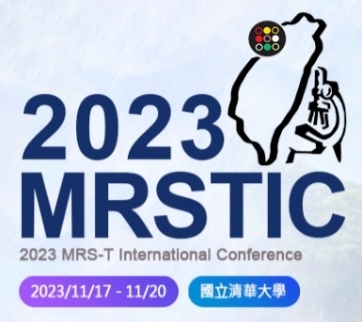 2023
MRSTIC
2023 MRS-T International Conference
2023/11/17 - 11/20
國立清華大學